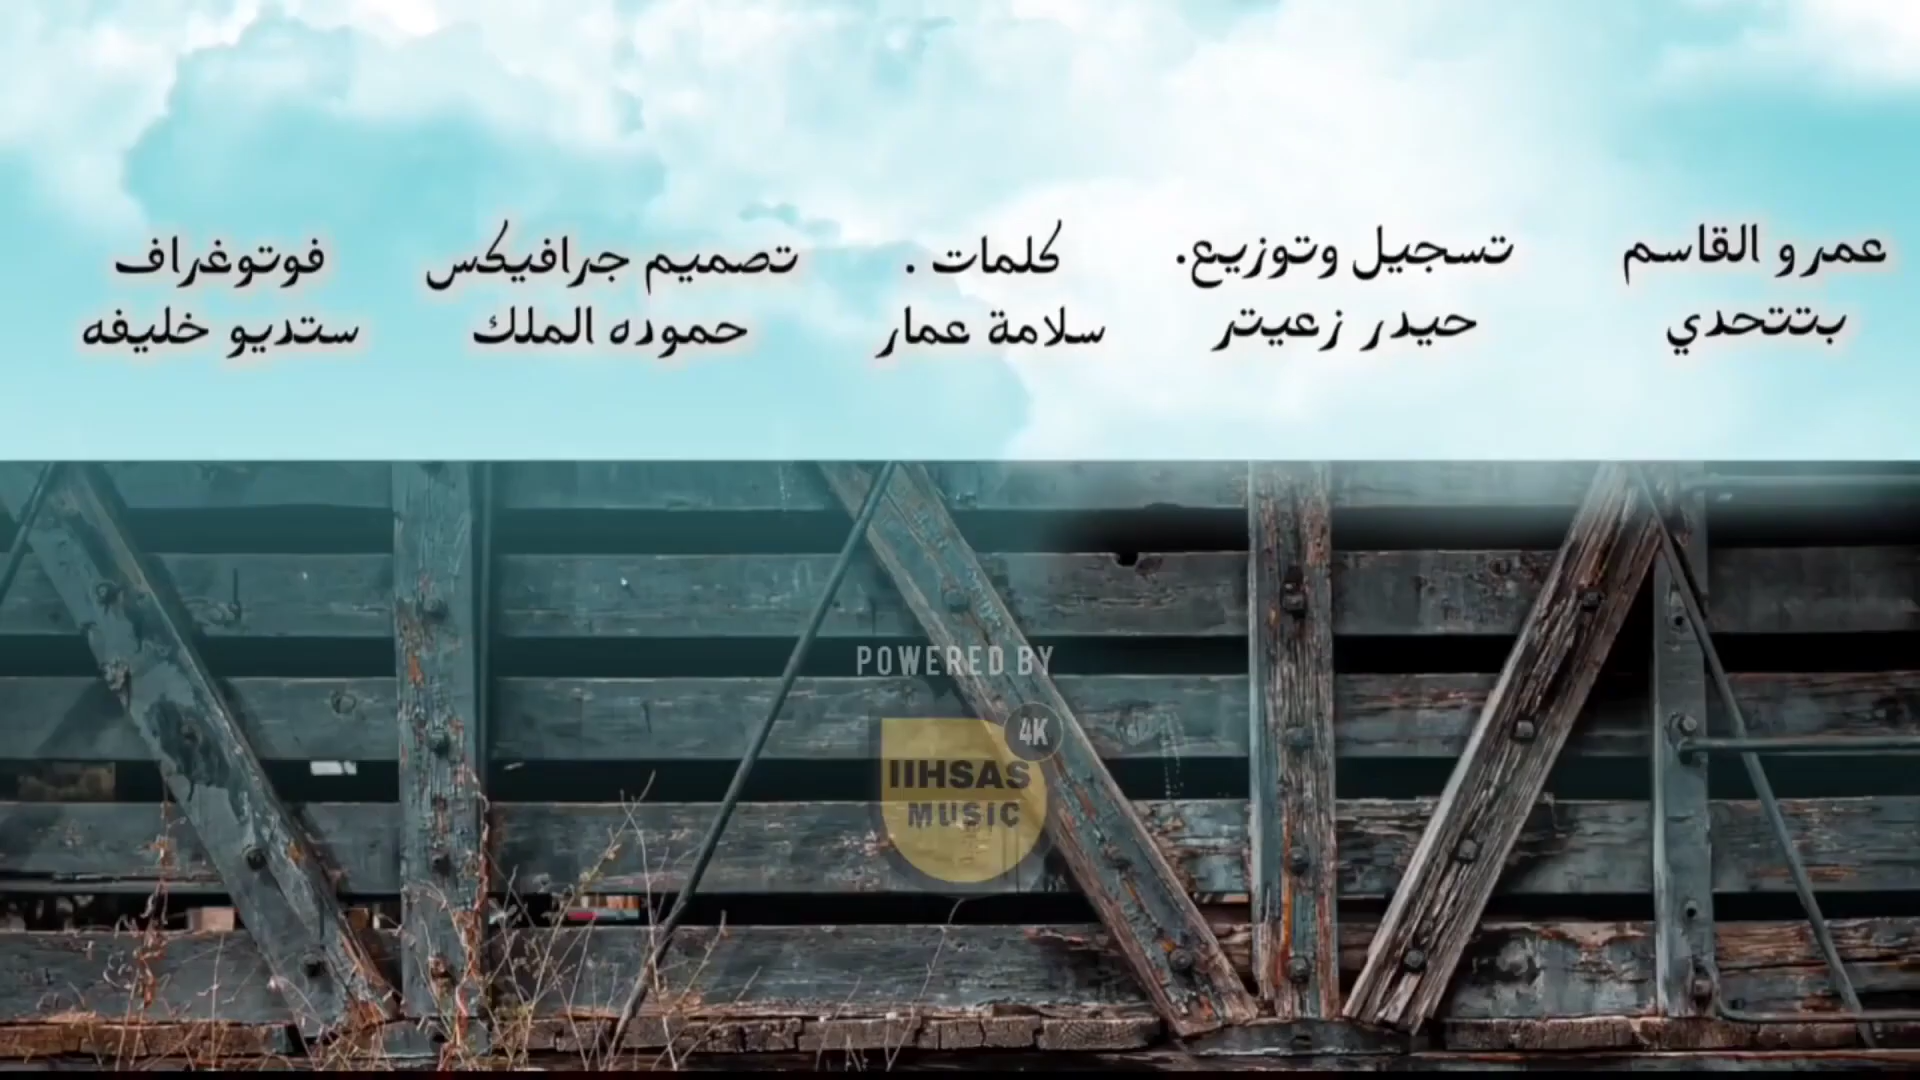 عمرو القاسم
بتتحدي
تسجيل وتوزيع.
حيدر زعيتر
كلمات .
سلامة عمار
تصميم جرافيكس
حموده الملك
فوتوغراف
ستديو خليفه
POWERED BY
4K
IIHSAS
MUSIC